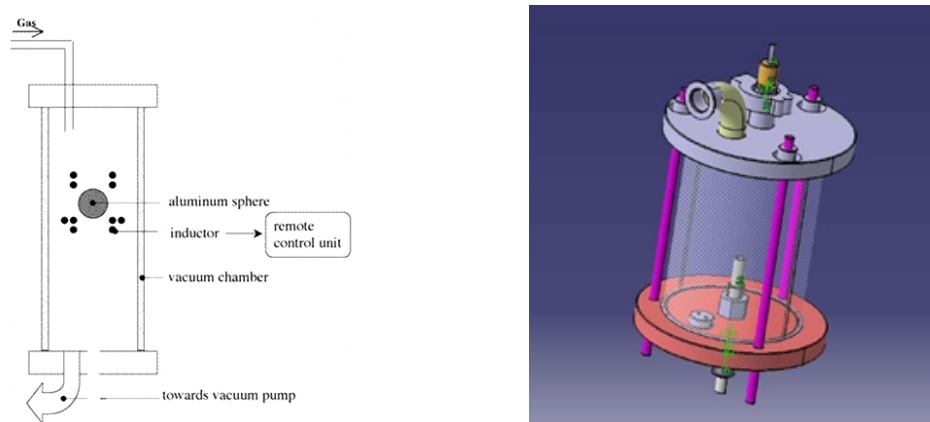 Gas
aluminum sphere
inductor
remote
control unit
vacuum chamber
towards vacuum pump